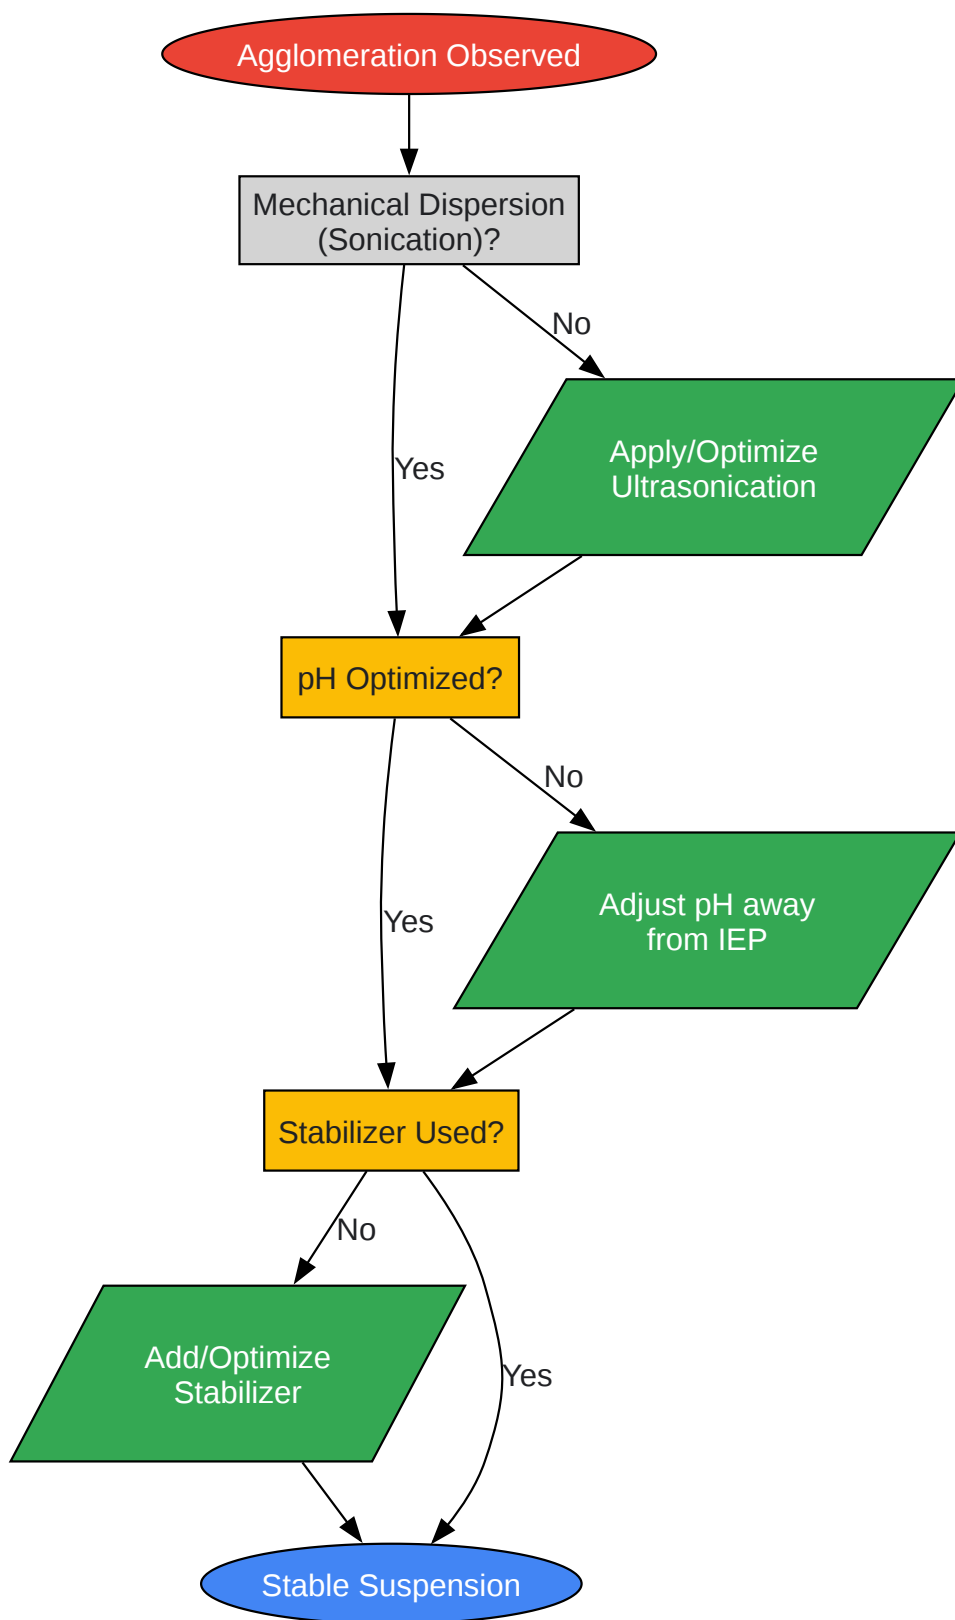 Agglomeration Observed
Mechanical Dispersion
(Sonication)?
No
Apply/Optimize
Ultrasonication
Yes
pH Optimized?
No
Adjust pH away
from IEP
Yes
Stabilizer Used?
No
Add/Optimize
Stabilizer
Yes
Stable Suspension